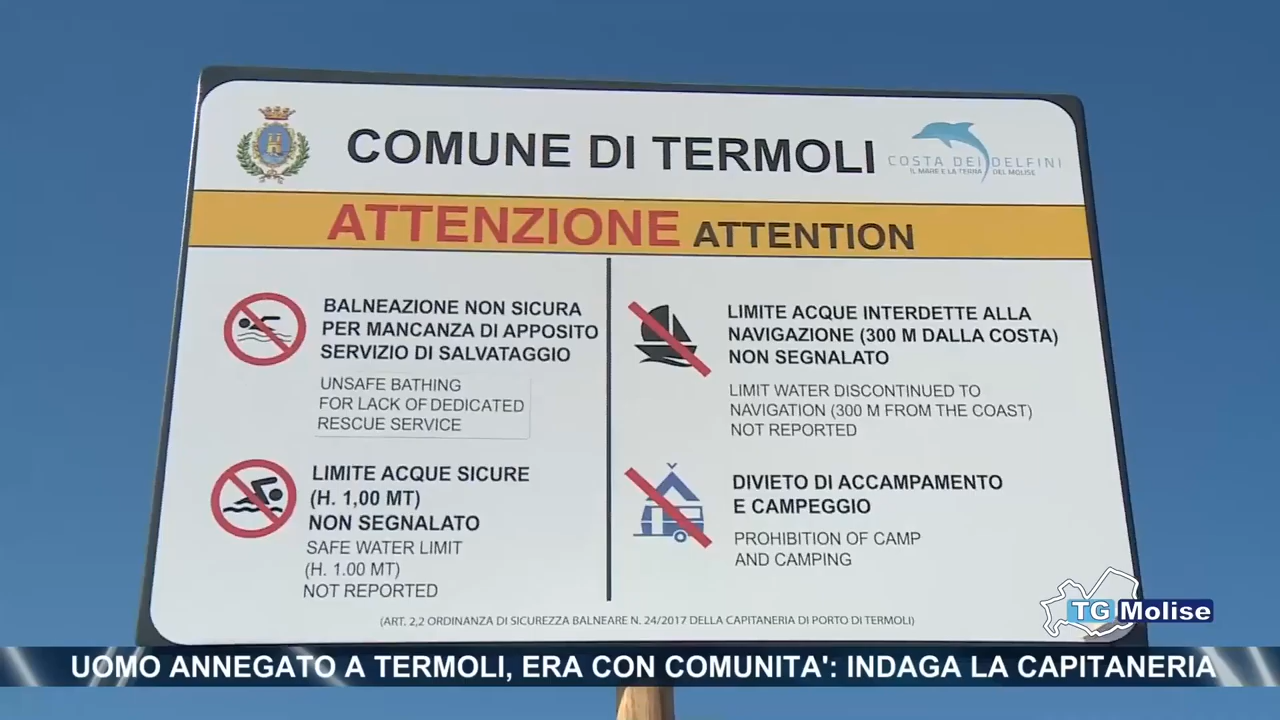 COMUNE DI TERMOLI
COSTA DEI DELFINI
IL MARE E LA TERRA DEL MOLISE
ATTENZIONE ATTENTION
BALNEAZIONE NON SICURA
PER MANCANZA DI APPOSITO
SERVIZIO DI SALVATAGGIO
UNSAFE BATHING
FOR LACK OF DEDICATED
RESCUE SERVICE
LIMITE ACQUE SICURE
(H. 1,00 MT)
NON SEGNALATO
SAFE WATER LIMIT
(H. 1.00 MT)
NOT REPORTED
LIMITE ACQUE INTERDETTE ALLA
NAVIGAZIONE (300 M DALLA COSTA)
NON SEGNALATO
LIMIT WATER DISCONTINUED TO
NAVIGATION (300 M FROM THE COAST)
NOT REPORTED
DIVIETO DI ACCAMPAMENTO
E CAMPEGGIO
PROHIBITION OF CAMP
AND CAMPING
(ART. 2,2 ORDINANZA DI SICUREZZA BALNEARE N. 24/2017 DELLA CAPITANERIA DI PORTO DI TERMOLI)
TG Molise
UOMO ANNEGATO A TERMOLI, ERA CON COMUNITA': INDAGA LA CAPITANERIA